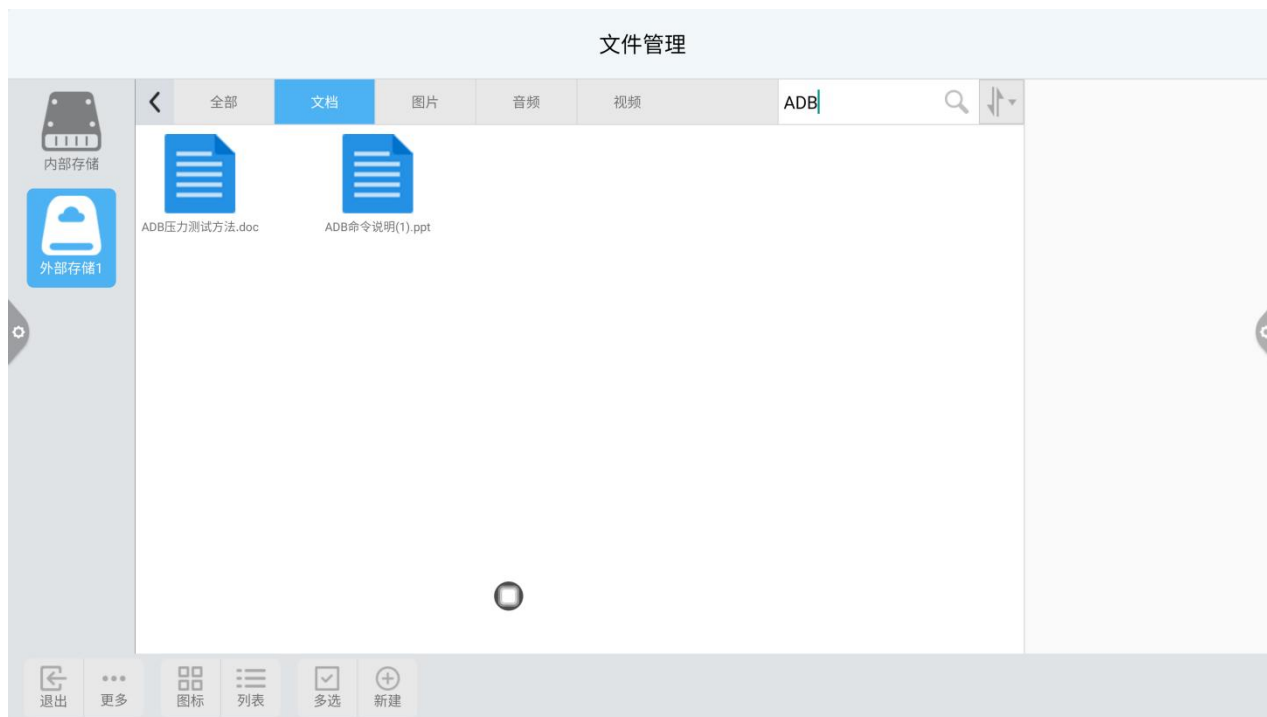 文件管理
全部
文档
图片
音频
视频
ADB
内部存储
外部存储1
ADB压力测试方法.doc
ADB命令说明(1).ppt
退出
更多
图标
列表
多选
新建